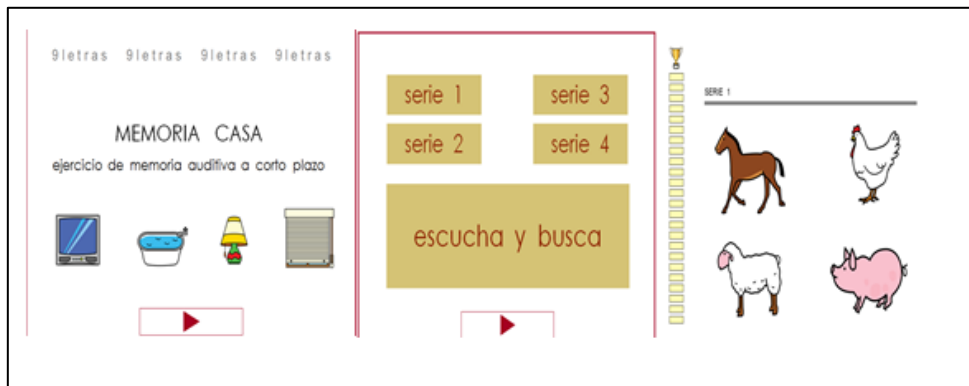 9letras 9letras 9letras 9letras
MEMORIA CASA
ejercicio de memoria auditiva a corto plazo
serie 1
serie 3
serie 2
serie 4
escucha y busca
SERIE 1